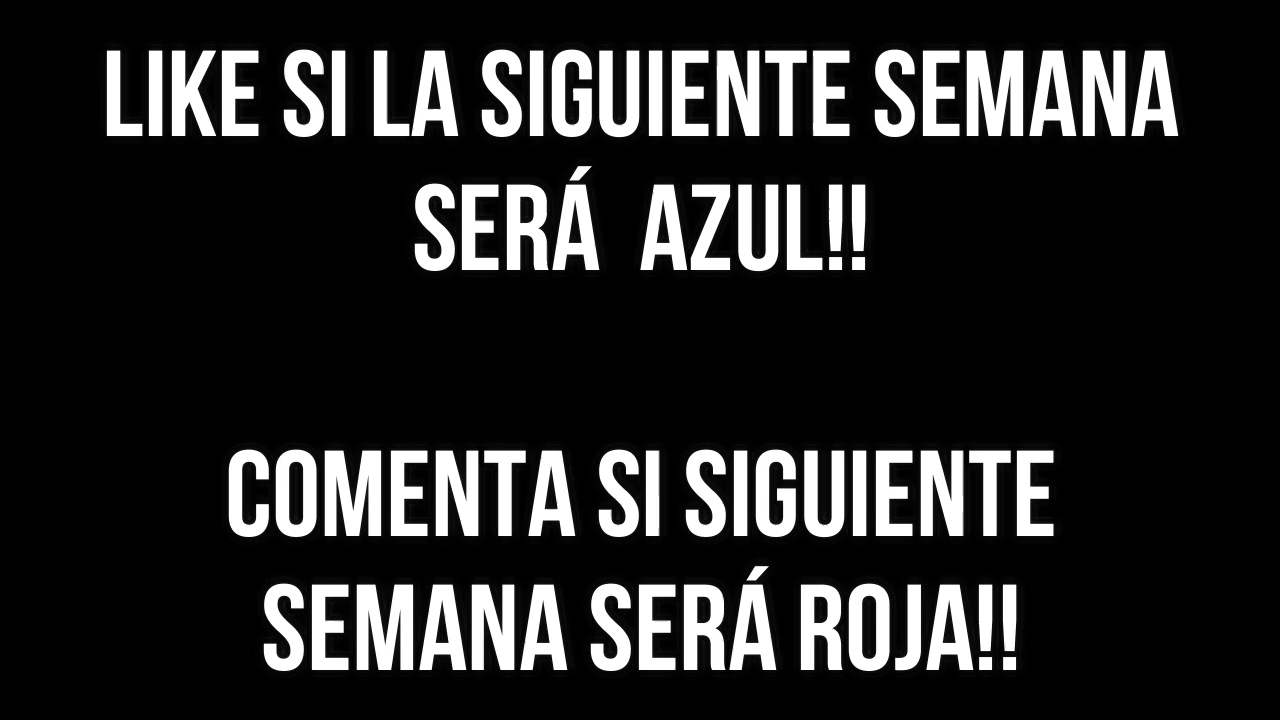 LIKE SI LA SIGUIENTE SEMANA
SERÁ AZUL!!
COMENTA SI SIGUIENTE
SEMANA SERÁ ROJA!!